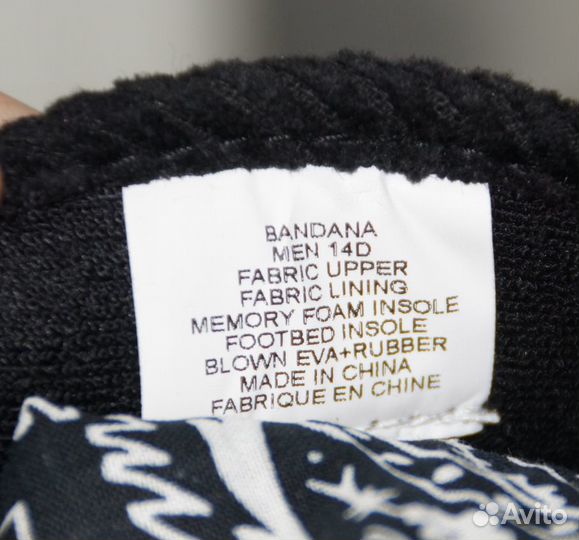 BANDANA
MEN 14D
FABRIC UPPER
FABRIC LINING
MEMORY FOAM INSOLE
FOOTBED INSOLE
BLOWN EVA+RUBBER
MADE IN CHINA
FABRIQUE EN CHINE
Avito